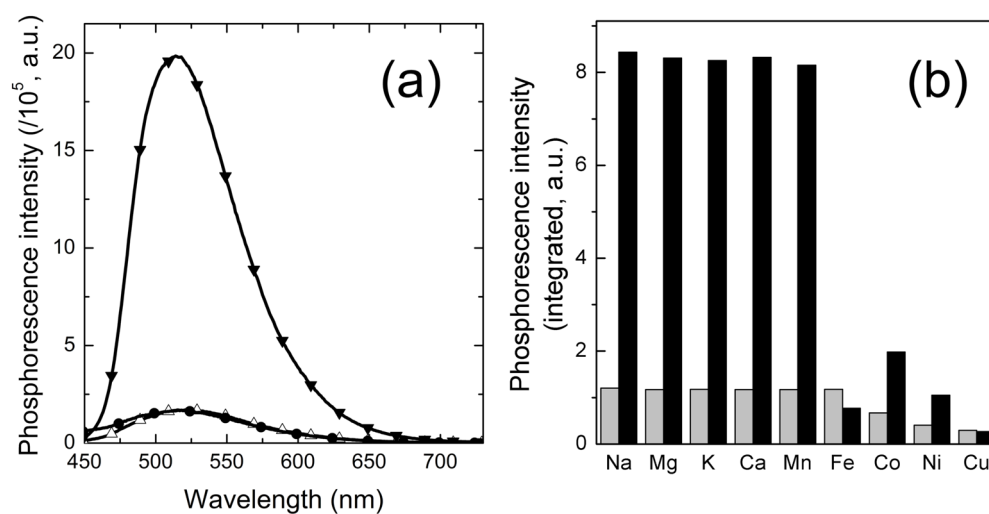 (a)
Phosphorescence intensity (/10⁵, a.u.)
20
15
10
5
0
450 500 550 600 650 700
Wavelength (nm)
(b)
Phosphorescence intensity
(integrated, a.u.)
8
6
4
2
0
Na Mg K Ca Mn Fe Co Ni Cu